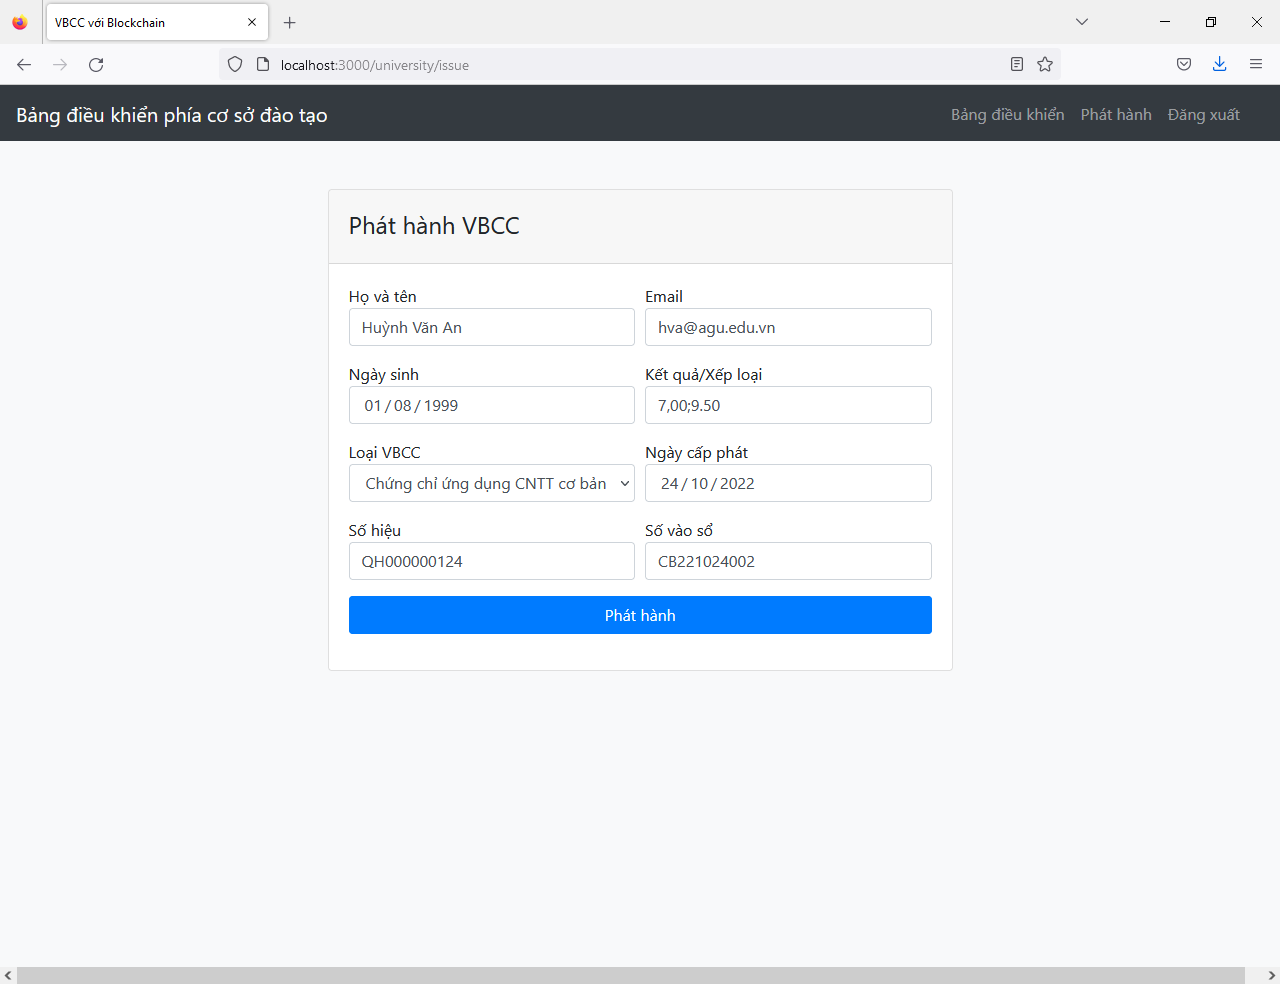 VBCC với Blockchain
localhost:3000/university/issue
Bảng điều khiển phía cơ sở đào tạo
Bảng điều khiển Phát hành Đăng xuất
Phát hành VBCC
Họ và tên Email
Huỳnh Văn An hva@agu.edu.vn
Ngày sinh Kết quả/Xếp loại
01 / 08 / 1999 7,00;9.50
Loại VBCC Ngày cấp phát
Chứng chỉ ứng dụng CNTT cơ bản 24 / 10 / 2022
Số hiệu Số vào sổ
QH000000124 CB221024002
Phát hành